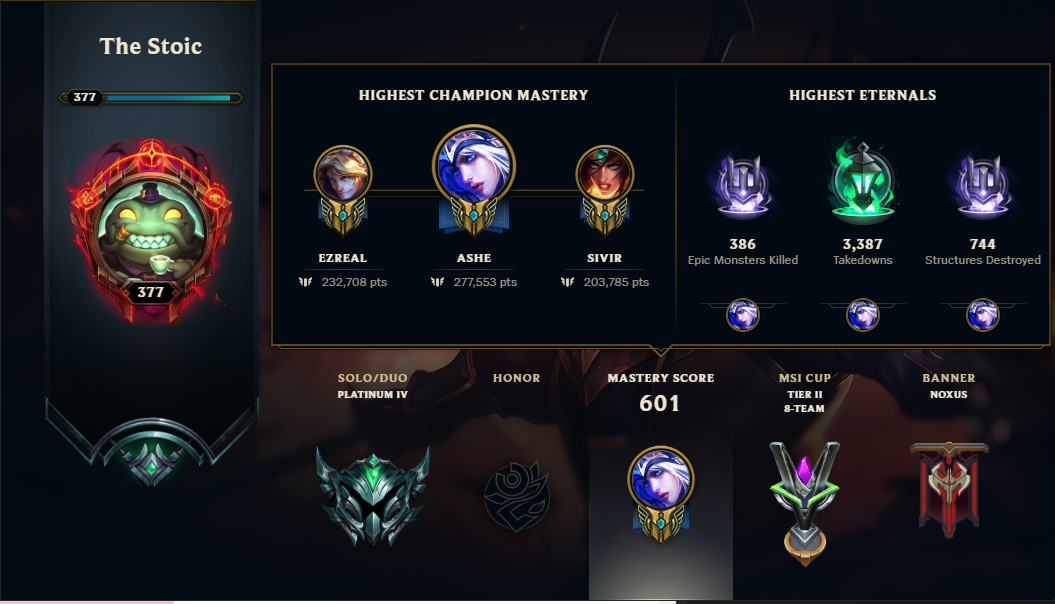 The Stoic
377
377
HIGHEST CHAMPION MASTERY
EZREAL
232,708 pts
ASHE
277,553 pts
SIVIR
203,785 pts
HIGHEST ETERNALS
386
Epic Monsters Killed
3,387
Takedowns
744
Structures Destroyed
SOLO/DUO
PLATINUM IV
HONOR
MASTERY SCORE
601
MSI CUP
TIER II
8-TEAM
BANNER
NOXUS